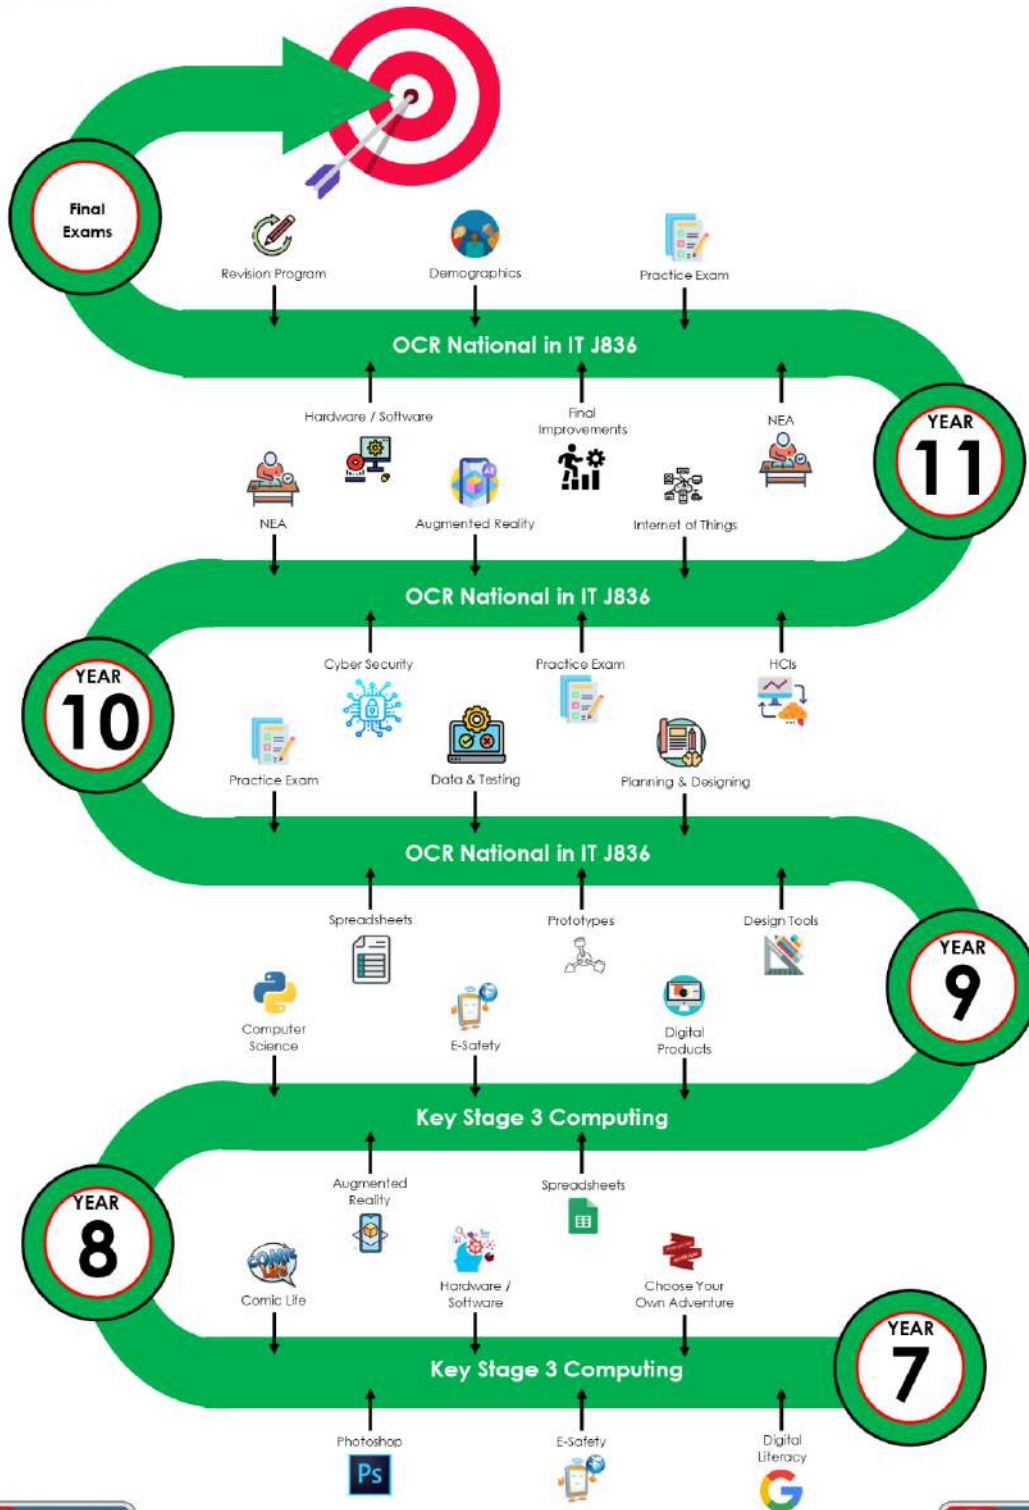 Final
Exams
Revision Program
Demographics
Practice Exam
OCR National in IT J836
Hardware / Software
Final
Improvements
NEA
YEAR
11
NEA
Augmented Reality
AR
Internet of Things
OCR National in IT J836
YEAR
10
Cyber Security
Practice Exam
HCIs
Practice Exam
Data & Testing
Planning & Designing
OCR National in IT J836
Spreadsheets
Prototypes
Design Tools
YEAR
9
Computer
Science
E-Safety
Digital
Products
Key Stage 3 Computing
YEAR
8
Augmented
Reality
Spreadsheets
COMIC
Life
Comic Life
Hardware /
Software
Choose Your
Own Adventure
Key Stage 3 Computing
YEAR
7
Photoshop
Ps
E-Safety
Digital
Literacy
G